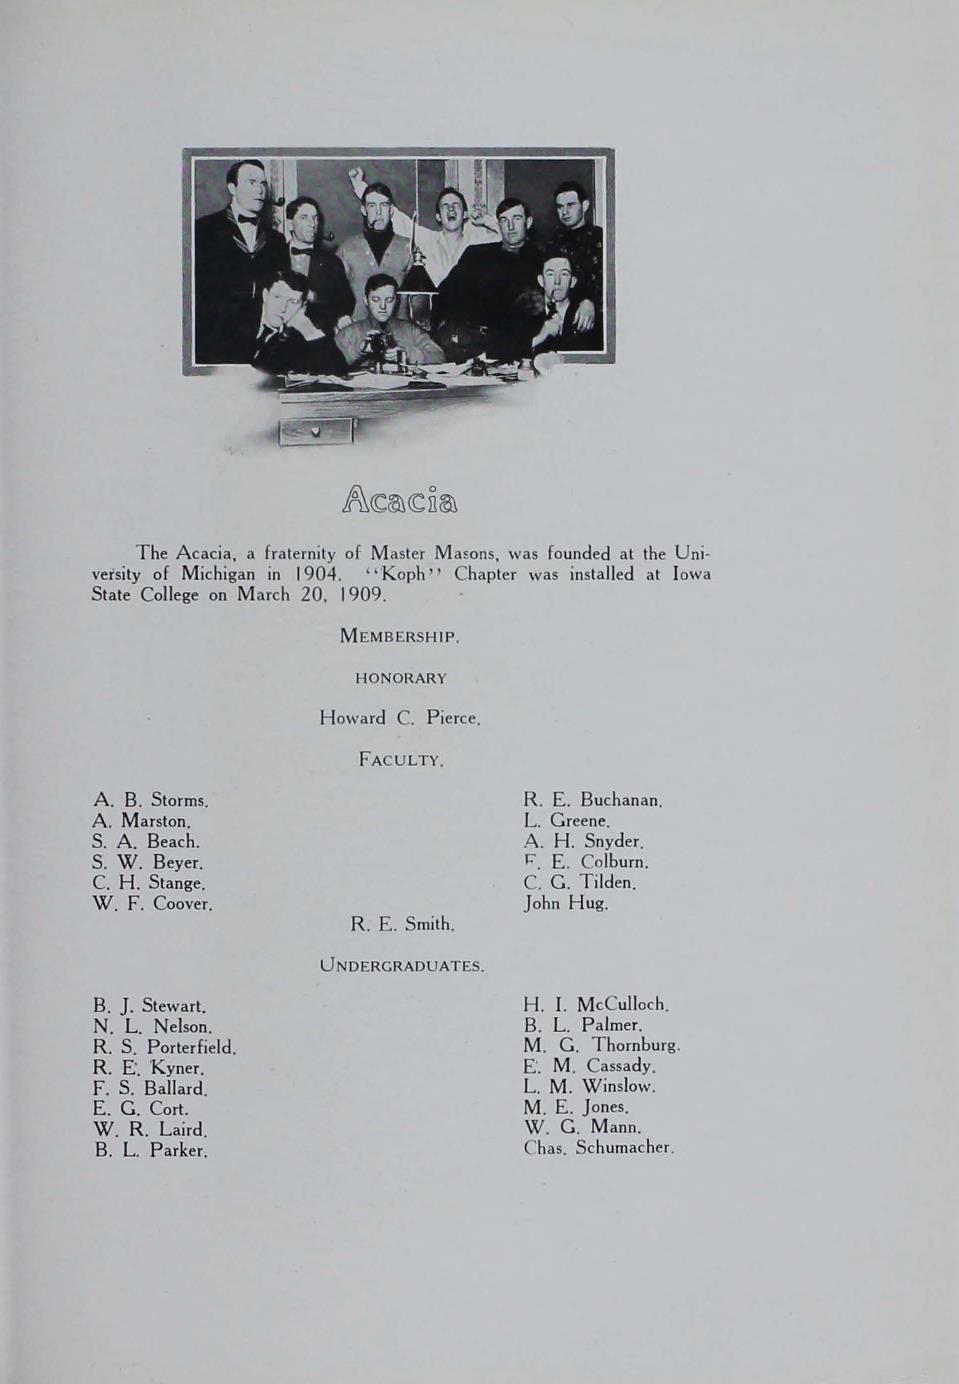 Acacia
The Acacia, a fraternity of Master Masons, was founded at the Uni-
versity of Michigan in 1904. "Koph" Chapter was installed at Iowa
State College on March 20, 1909.
MEMBERSHIP.
HONORARY
Howard C. Pierce.
FACULTY.
A. B. Storms.
A. Marston.
S. A. Beach.
S. W. Beyer.
C. H. Stange.
W. F. Coover.
R. E. Buchanan.
L. Greene.
A. H. Snyder.
F. E. Colburn.
C. G. Tilden.
John Hug.
R. E. Smith.
UNDERGRADUATES.
B. J. Stewart.
N. L. Nelson.
R. S. Porterfield.
R. E. Kyner.
F. S. Ballard.
E. G. Cort.
W. R. Laird.
B. L. Parker.
H. I. McCulloch.
B. L. Palmer.
M. G. Thornburg.
E. M. Cassady.
L. M. Winslow.
M. E. Jones.
W. G. Mann.
Chas. Schumacher.